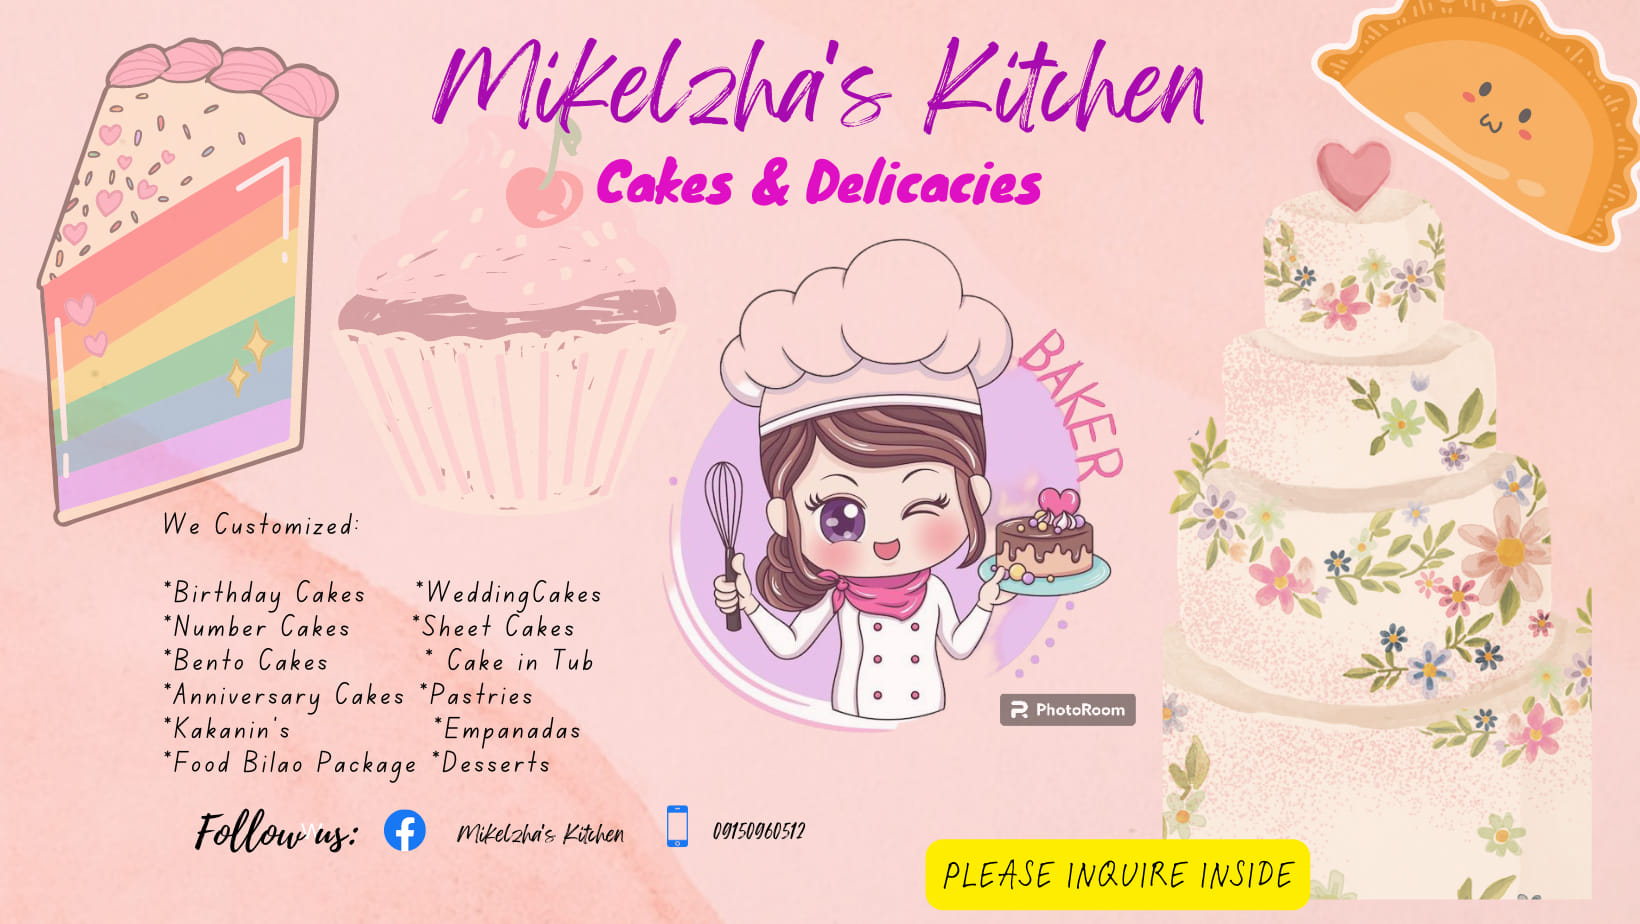 Mikelzha's Kitchen
Cakes & Delicacies
BAKER
We Customized:
*Birthday Cakes *WeddingCakes
*Number Cakes *Sheet Cakes
*Bento Cakes * Cake in Tub
*Anniversary Cakes *Pastries
*Kakanin's *Empanadas
*Food Bilao Package *Desserts
PhotoRoom
Follow us: Mikelzha's Kitchen 09150960512
PLEASE INQUIRE INSIDE